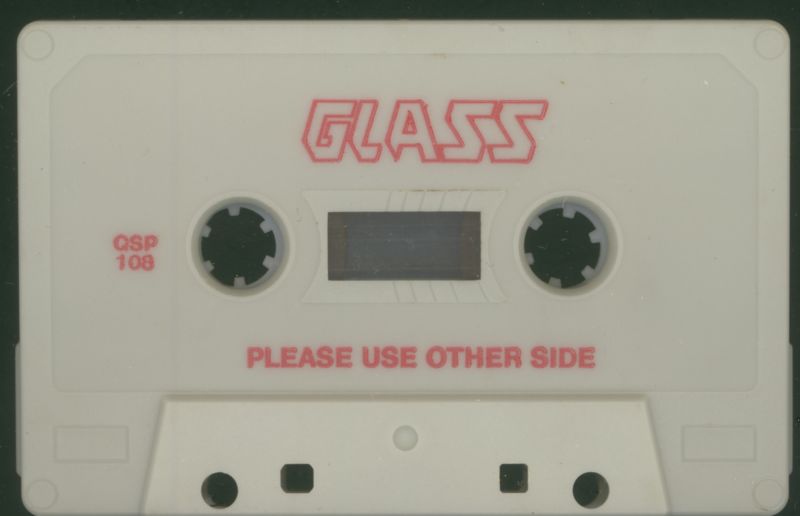 GLASS
QSP
108
PLEASE USE OTHER SIDE